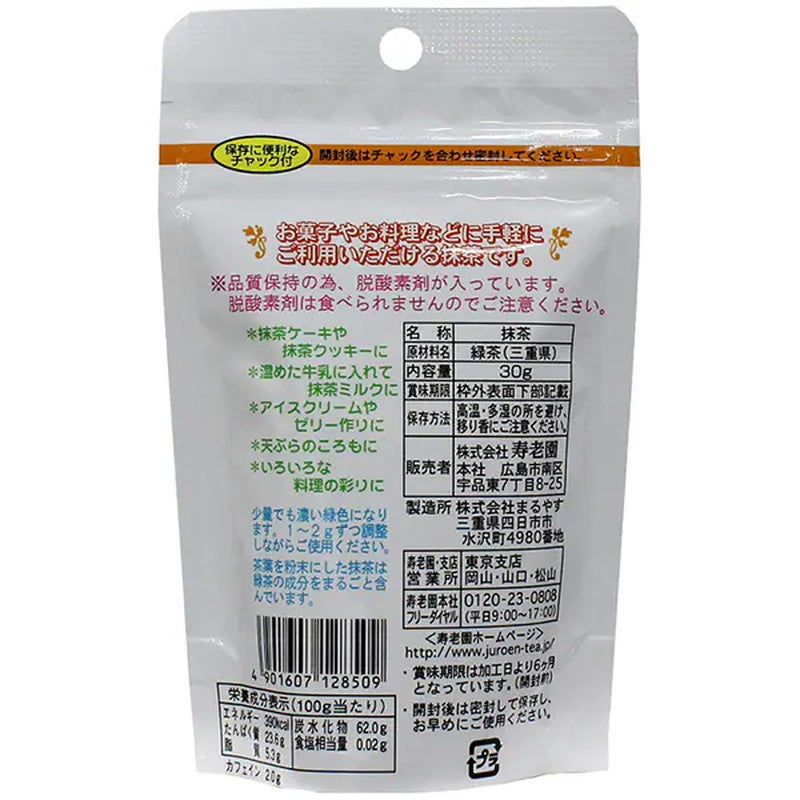 保存に便利な
チャック付
開封後はチャックを合わせ密封してください。
お菓子やお料理などに手軽に
ご利用いただける抹茶です。
※品質保持の為、脱酸素剤が入っています。
脱酸素剤は食べられませんのでご注意ください。
*抹茶ケーキや
抹茶クッキーに
*温めた牛乳に入れて
抹茶ミルクに
*アイスクリームや
ゼリー作りに
*天ぷらのころもに
*いろいろな
料理の彩りに
少量でも濃い緑色になり
ます。1〜2gずつ調整
しながらご使用ください。
茶葉を粉末にした抹茶は
緑茶の成分をまるごと含
んでいます。
名称 抹茶
原材料名 緑茶(三重県)
内容量 30g
賞味期限 枠外表面下部記載
保存方法 高温・多湿の所を避け、
移り香にご注意ください。
販売者 株式会社 寿老園
本社 広島市南区
宇品東7丁目8-25
製造所 株式会社まるやす
三重県四日市市
水沢町4980番地
寿老園・支店 東京支店
営業所 岡山・山口・松山
寿老園本社 0120-23-0808
フリーダイヤル (平日9:00〜17:00)
<寿老園ホームページ>
http://www.juroen-tea.jp/
・賞味期限は加工日より6ヶ月
となっています。(開封前)
・開封後は密封して保存し、
お早めにご使用ください。
4 901607 128509
栄養成分表示(100g当たり)
エネルギー 390kcal 炭水化物 62.0g
たんぱく質 23.6g 食塩相当量 0.02g
脂質 5.3g
カフェイン 2.0g
プラ